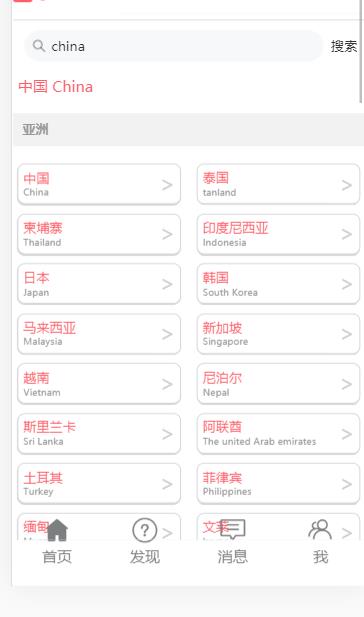 china 搜索
中国 China
亚洲
中国
China
泰国
tanland
柬埔寨
Thailand
印度尼西亚
Indonesia
日本
Japan
韩国
South Korea
马来西亚
Malaysia
新加坡
Singapore
越南
Vietnam
尼泊尔
Nepal
斯里兰卡
Sri Lanka
阿联酋
The united Arab emirates
土耳其
Turkey
菲律宾
Philippines
缅甸
文莱
首页 发现 消息 我